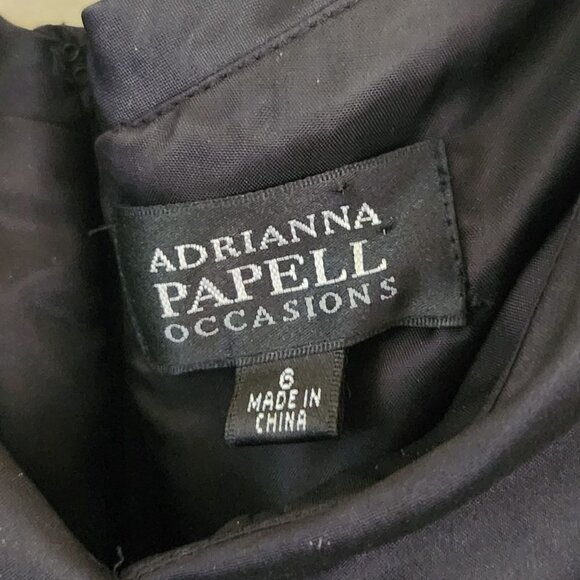 ADRIANNA
PAPELL
OCCASIONS
6
MADE IN
CHINA